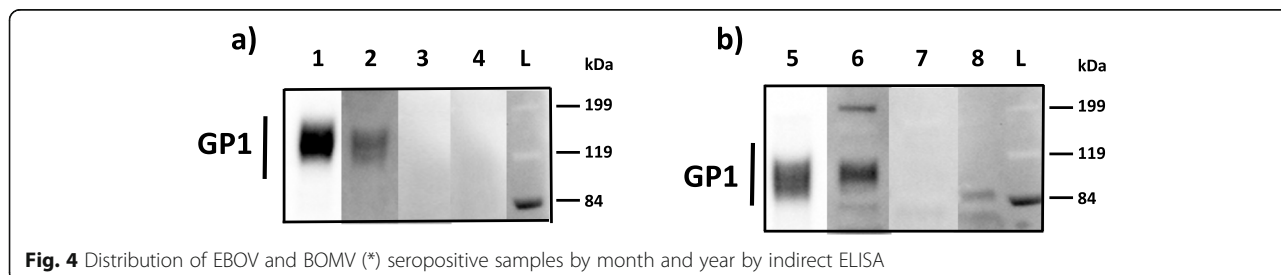 a)
1 2 3 4 L kDa
199
GP1
119
84
b)
5 6 7 8 L kDa
199
119
GP1
84
Fig. 4 Distribution of EBOV and BOMV (*) seropositive samples by month and year by indirect ELISA